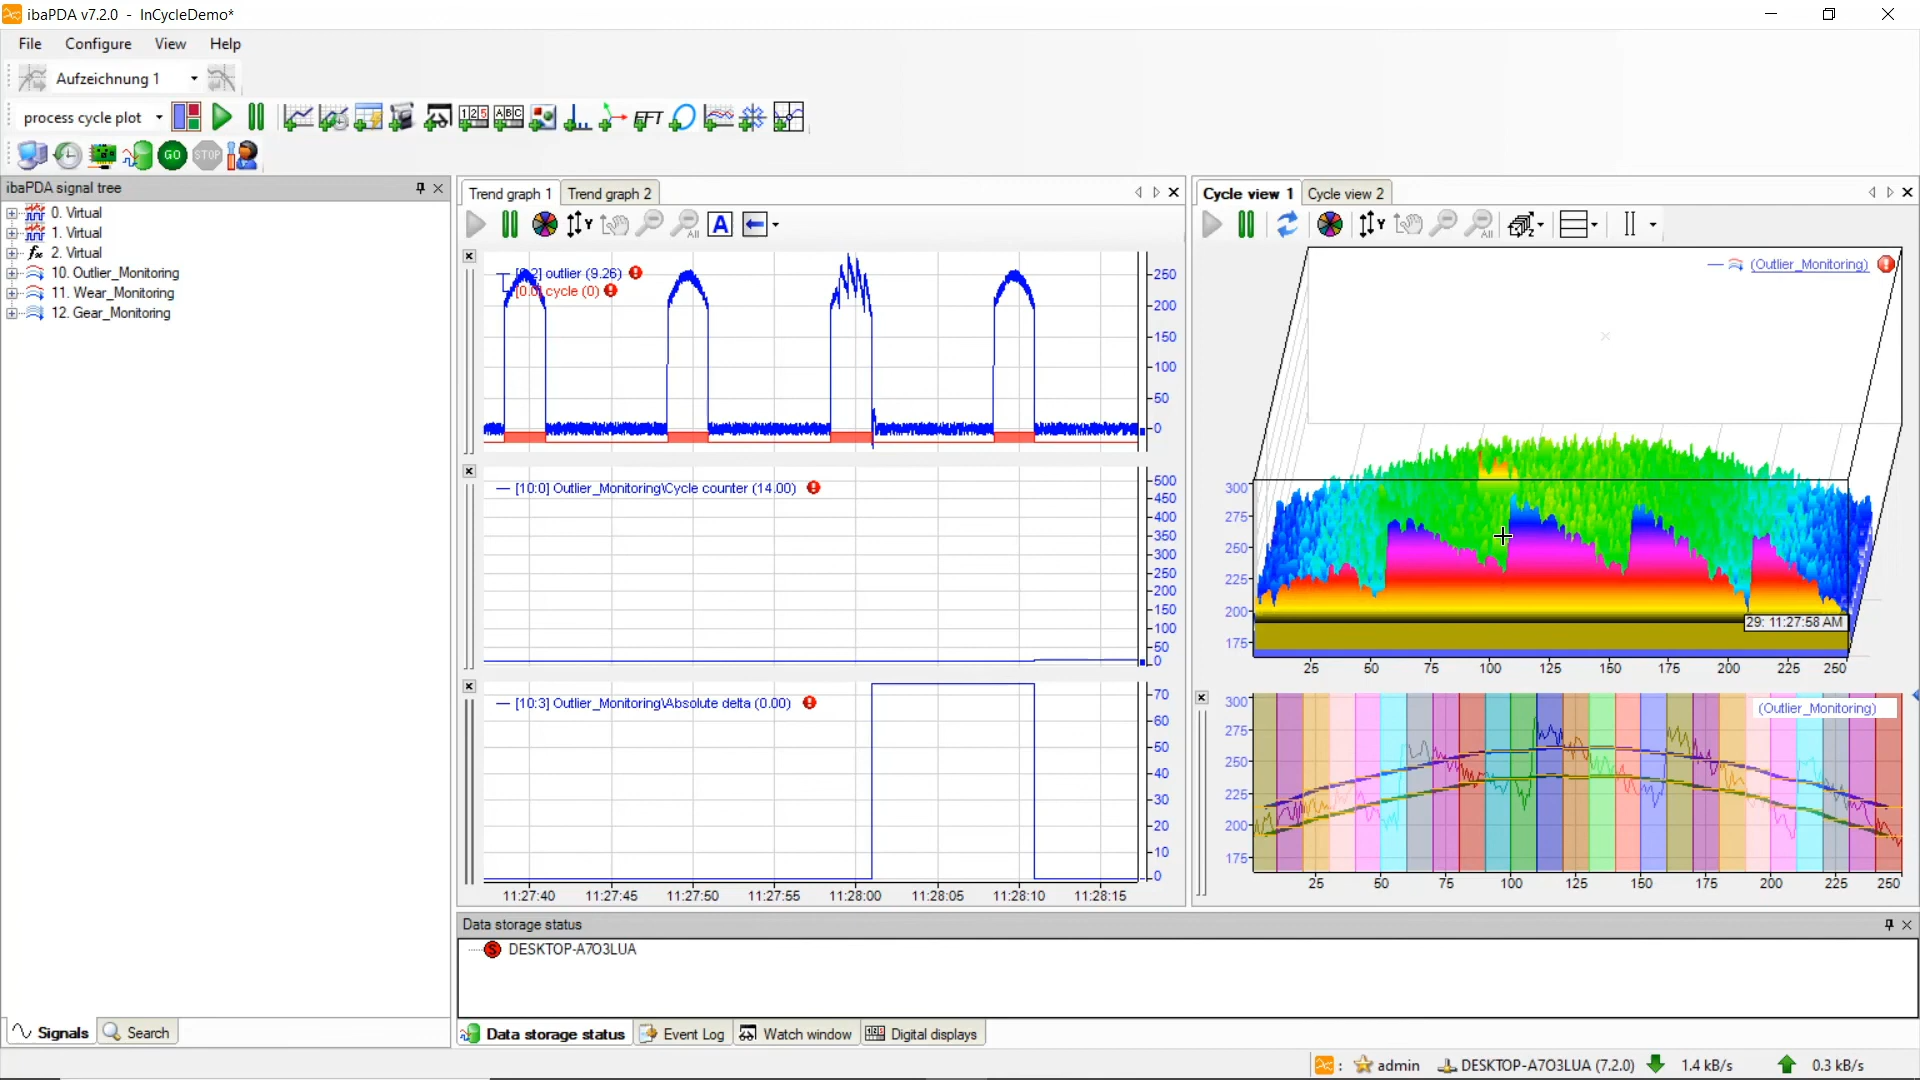 ibaPDA v7.2.0 - InCycleDemo*
File Configure View Help
Aufzeichnung 1
process cycle plot
FFT
GO STOP
ibaPDA signal tree
0. Virtual
1. Virtual
2. Virtual
10. Outlier_Monitoring
11. Wear_Monitoring
12. Gear_Monitoring
Signals Search
Trend graph 1 Trend graph 2
A
outlier (9.26)
cycle (0)
250
200
150
100
50
0
[10:0] Outlier_Monitoring\Cycle counter (14.00)
500
450
400
350
300
250
200
150
100
50
0
[10:3] Outlier_Monitoring\Absolute delta (0.00)
70
60
50
40
30
20
10
0
11:27:40 11:27:45 11:27:50 11:27:55 11:28:00 11:28:05 11:28:10 11:28:15
Cycle view 1 Cycle view 2
(Outlier_Monitoring)
300
275
250
225
200
175
29: 11:27:58 AM
25 50 75 100 125 150 175 200 225 250
(Outlier_Monitoring)
300
275
250
225
200
175
25 50 75 100 125 150 175 200 225 250
Data storage status
DESKTOP-A7O3LUA
Data storage status Event Log Watch window Digital displays
: admin DESKTOP-A7O3LUA (7.2.0) 1.4 kB/s 0.3 kB/s